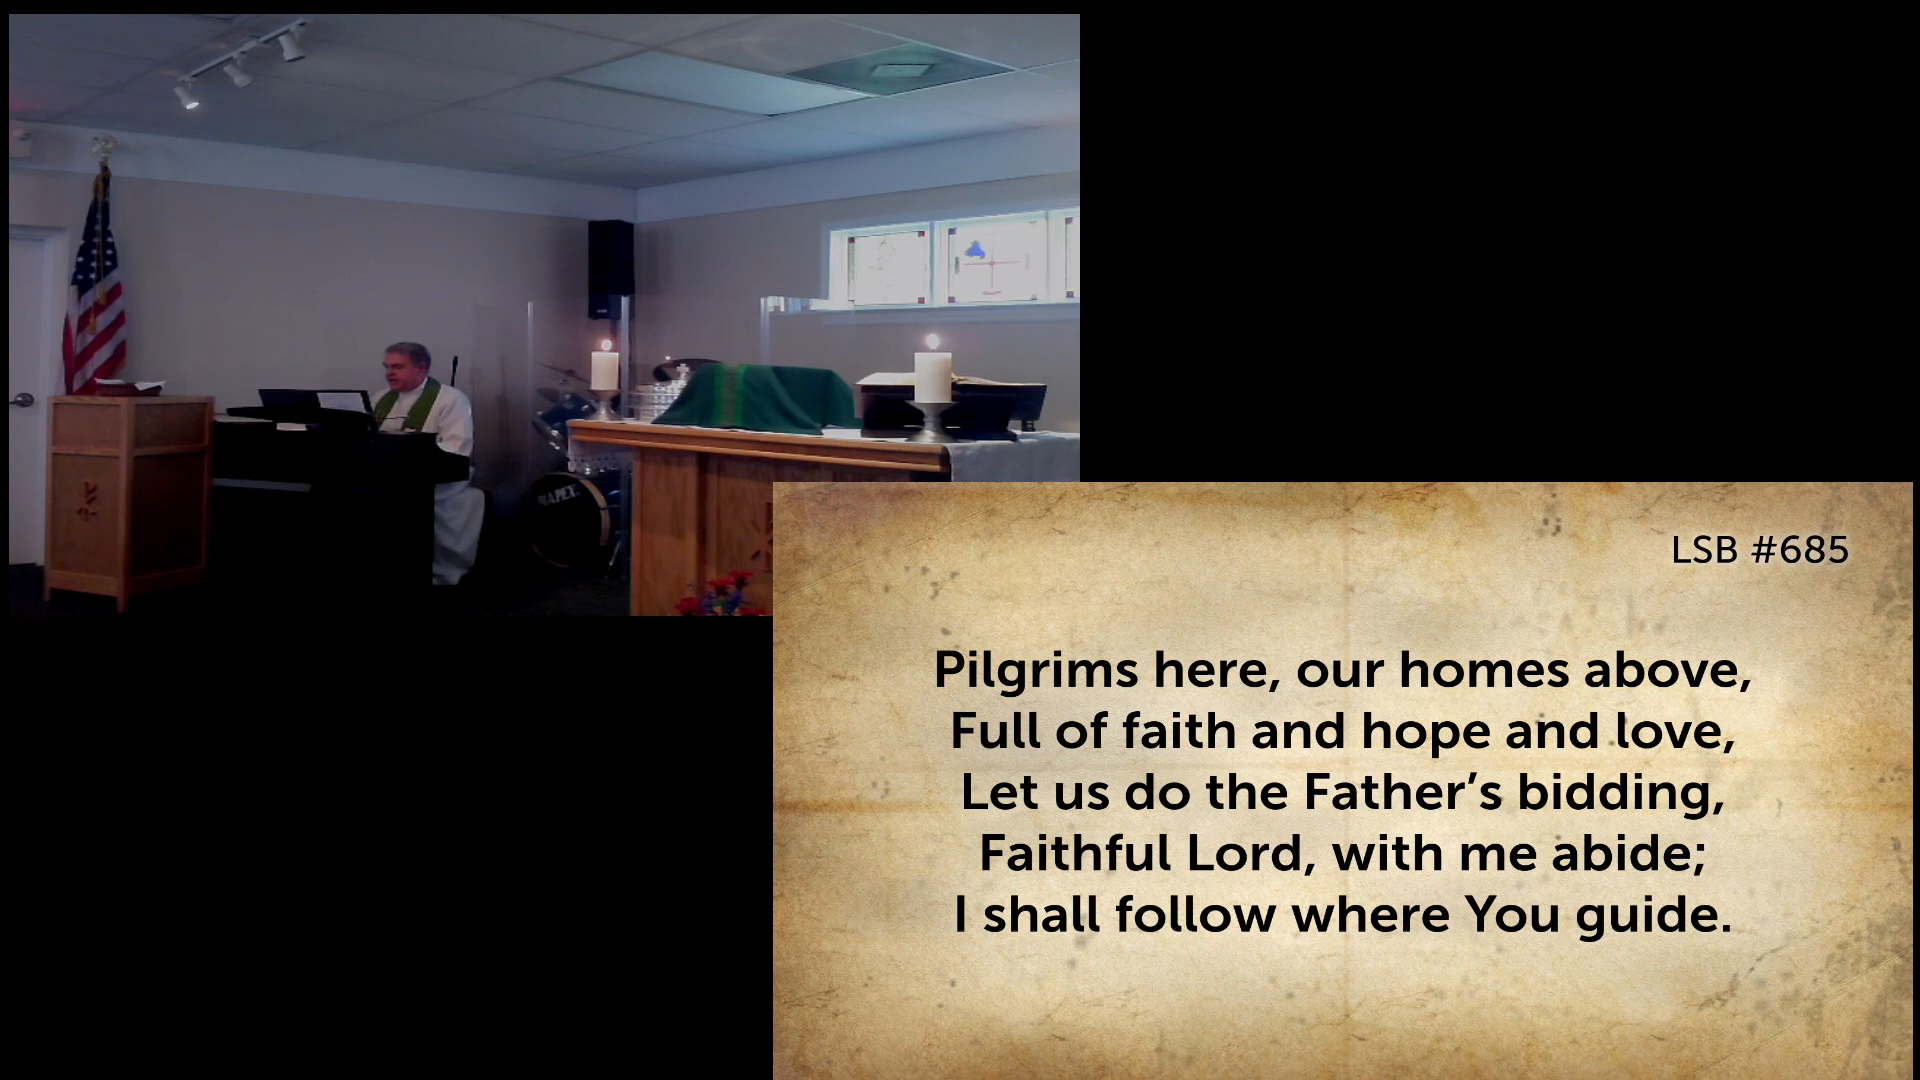 MAPEX
LSB #685
Pilgrims here, our homes above,
Full of faith and hope and love,
Let us do the Father’s bidding,
Faithful Lord, with me abide;
I shall follow where You guide.